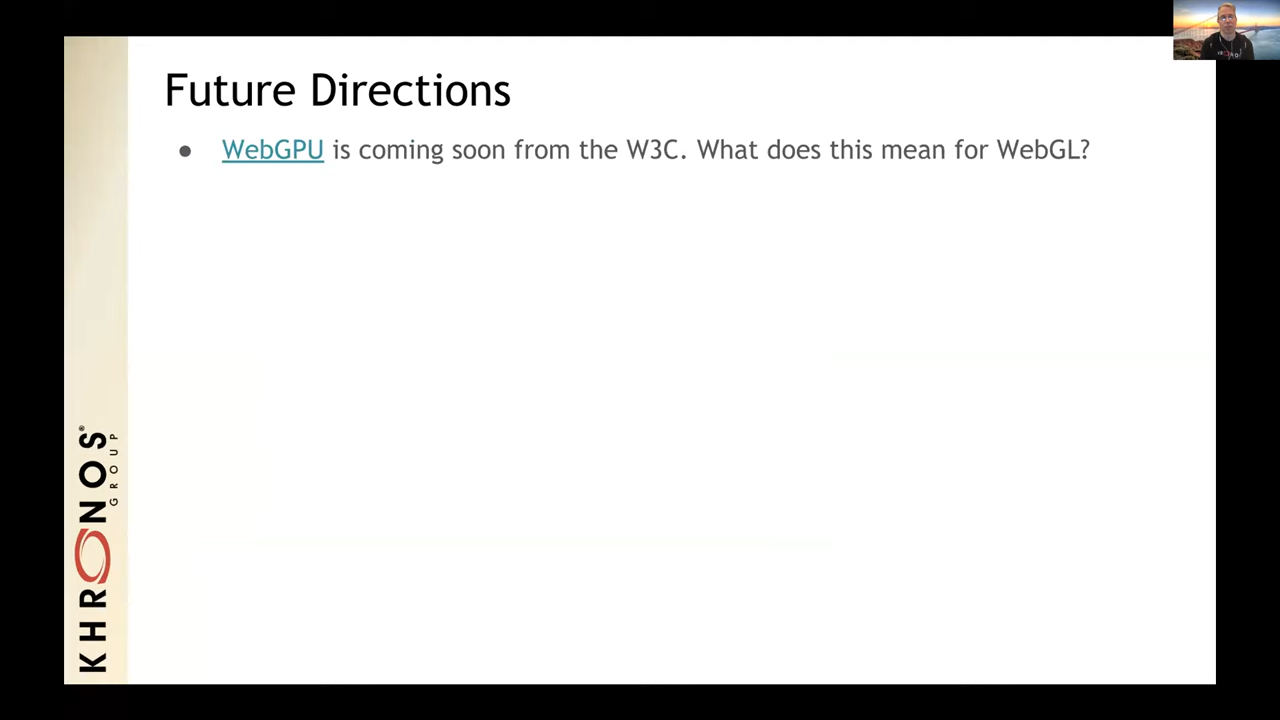 Future Directions
● WebGPU is coming soon from the W3C. What does this mean for WebGL?
KHRONOS®
GROUP